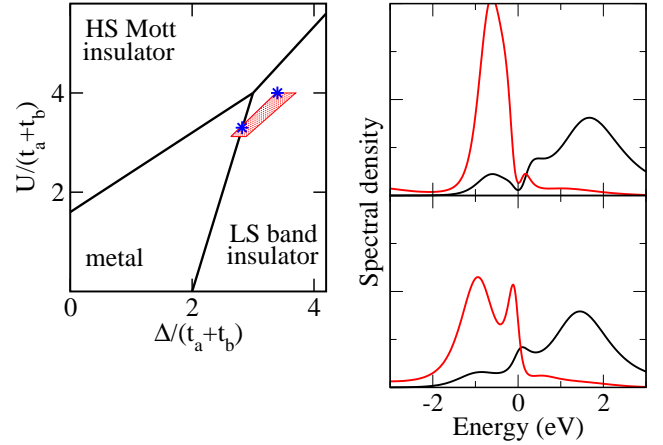 HS Mott
insulator
U/(t_a+t_b)
4
2
metal
LS band
insulator
0
2
4
Δ/(t_a+t_b)
Spectral density
-2
0
2
Energy (eV)